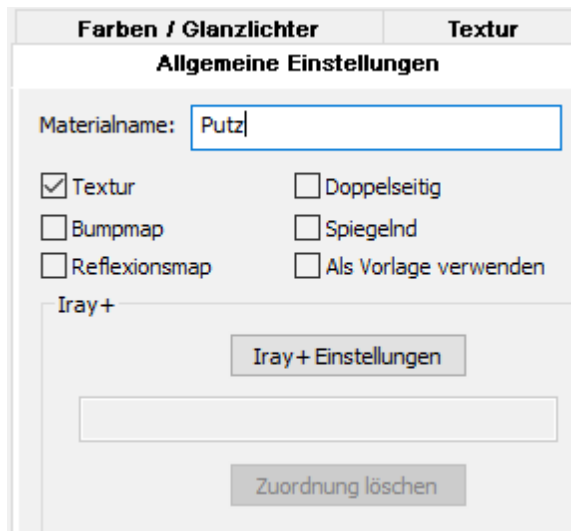 Farben / Glanzlichter Textur
Allgemeine Einstellungen
Materialname: Putz
Textur Doppelseitig
Bumpmap Spiegelnd
Reflexionsmap Als Vorlage verwenden
Iray+
Iray+ Einstellungen
Zuordnung löschen